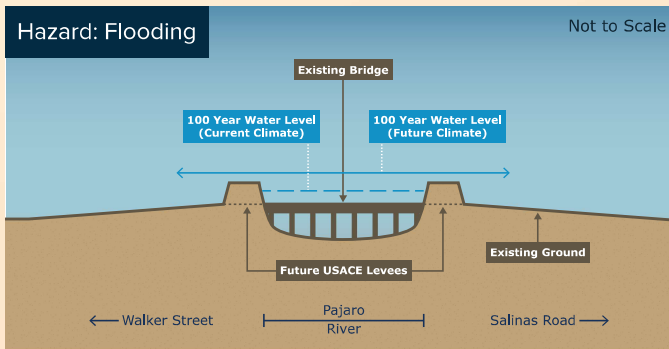 Hazard: Flooding
Not to Scale
Existing Bridge
100 Year Water Level
(Current Climate)
100 Year Water Level
(Future Climate)
Existing Ground
Future USACE Levees
Walker Street
Pajaro
River
Salinas Road